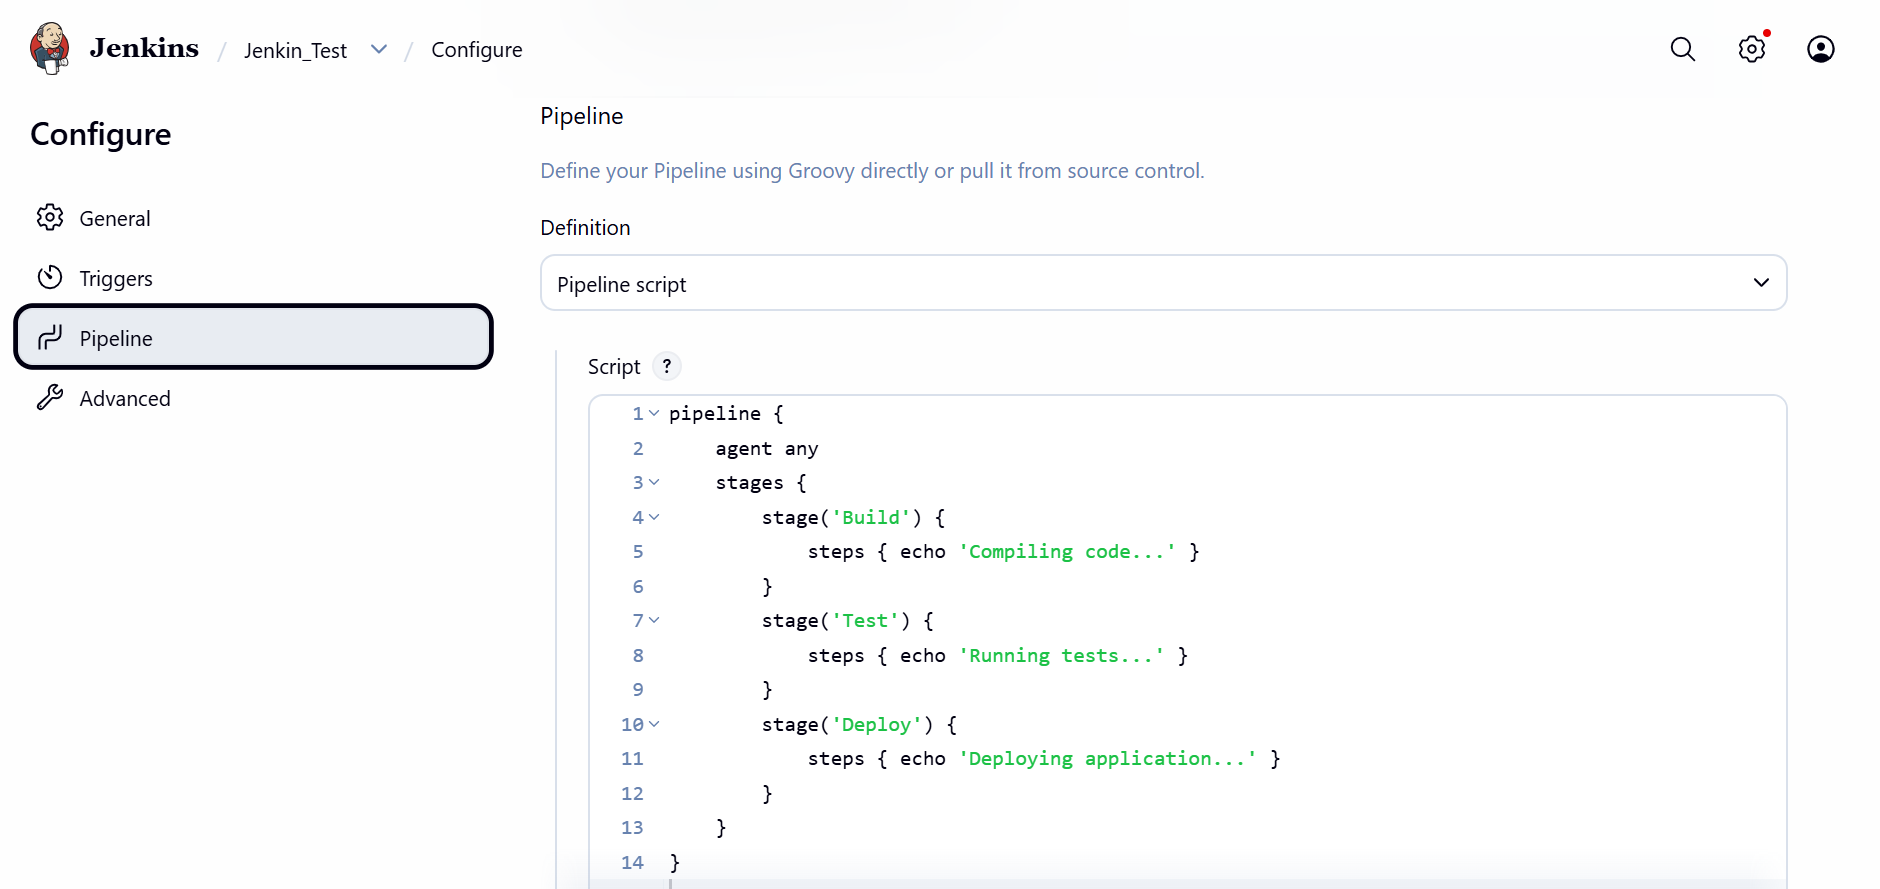 Jenkins / Jenkin_Test / Configure
Configure
General
Triggers
Pipeline
Advanced
Pipeline
Define your Pipeline using Groovy directly or pull it from source control.
Definition
Pipeline script
Script ?
1 pipeline {
2     agent any
3     stages {
4         stage('Build') {
5             steps { echo 'Compiling code...' }
6         }
7         stage('Test') {
8             steps { echo 'Running tests...' }
9         }
10         stage('Deploy') {
11             steps { echo 'Deploying application...' }
12         }
13     }
14 }